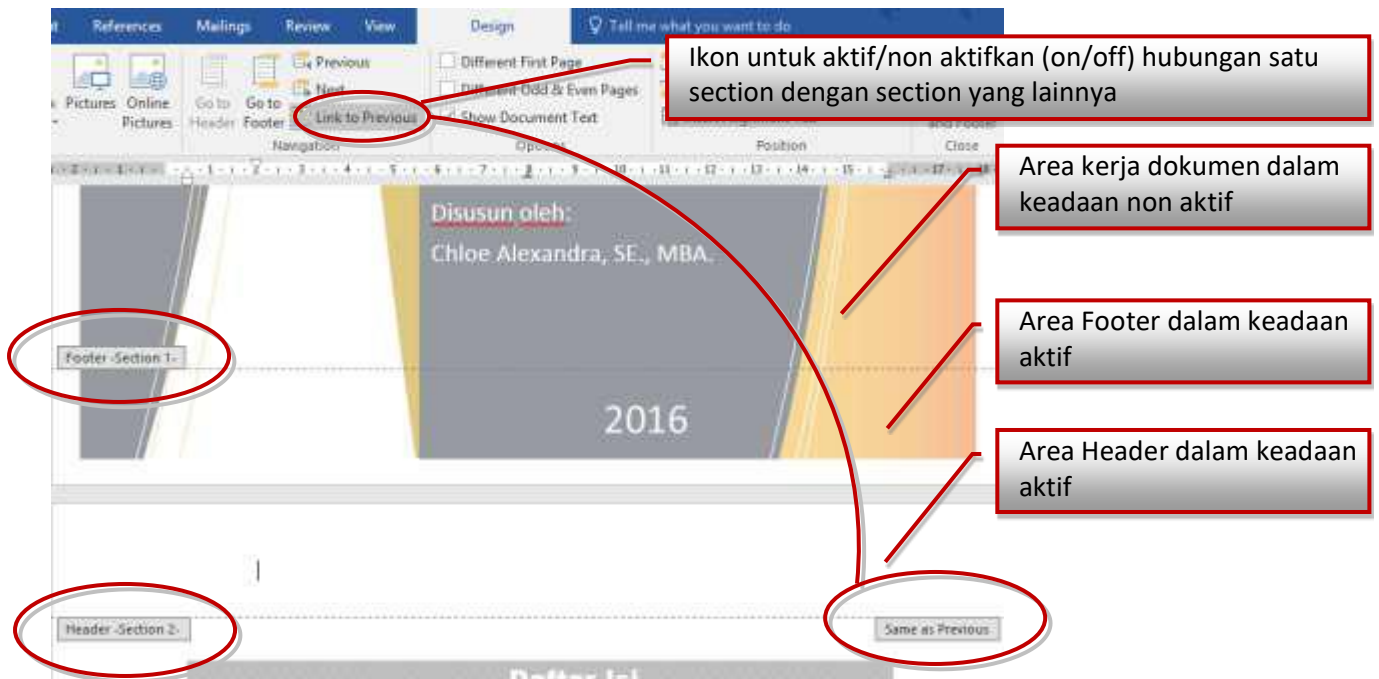 References Mailings Review View Design Tell me what you want to do
Previous Different First Page
Next Different Odd & Even Pages
Pictures Online Pictures Go to Header Go to Footer Link to Previous Show Document Text
and Footer
Navigation Options Position Close
Ikon untuk aktif/non aktifkan (on/off) hubungan satu
section dengan section yang lainnya
Area kerja dokumen dalam
keadaan non aktif
Disusun oleh:
Chloe Alexandra, SE., MBA.
Area Footer dalam keadaan
aktif
Footer -Section 1-
2016
Area Header dalam keadaan
aktif
Header -Section 2-
Same as Previous
Daftar Isi